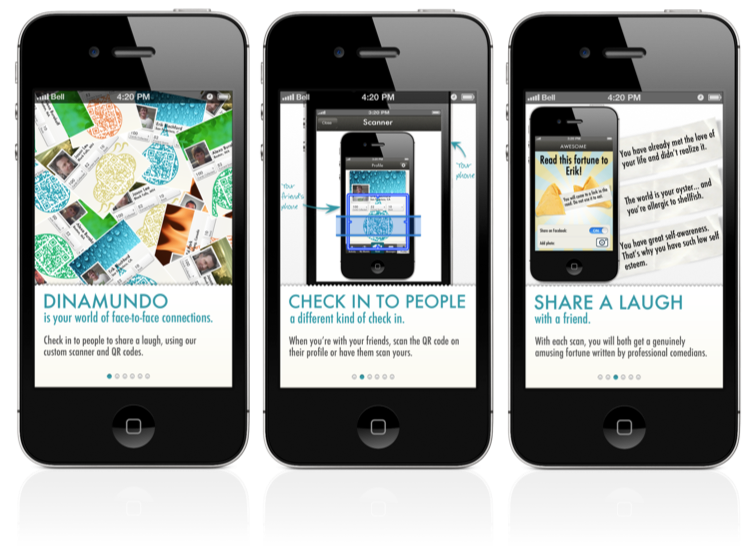 Bell 4:20 PM
DINAMUNDO
is your world of face-to-face connections.
Check in to people to share a laugh, using our
custom scanner and QR codes.
Bell 4:20 PM
Scanner
Profile
Your
friend's
phone
Your
phone
CHECK IN TO PEOPLE
a different kind of check in.
When you're with your friends, scan the QR code on
their profile or have them scan yours.
Bell 4:20 PM
AWESOME
Read this fortune to
Erik!
Share on Facebook
Add photo
You have already met the love of
your life and didn't realize it.
The world is your oyster... and
you're allergic to shellfish.
You have great self-awareness.
That's why you have such low self
esteem.
SHARE A LAUGH
with a friend.
With each scan, you will both get a genuinely
amusing fortune written by professional comedians.